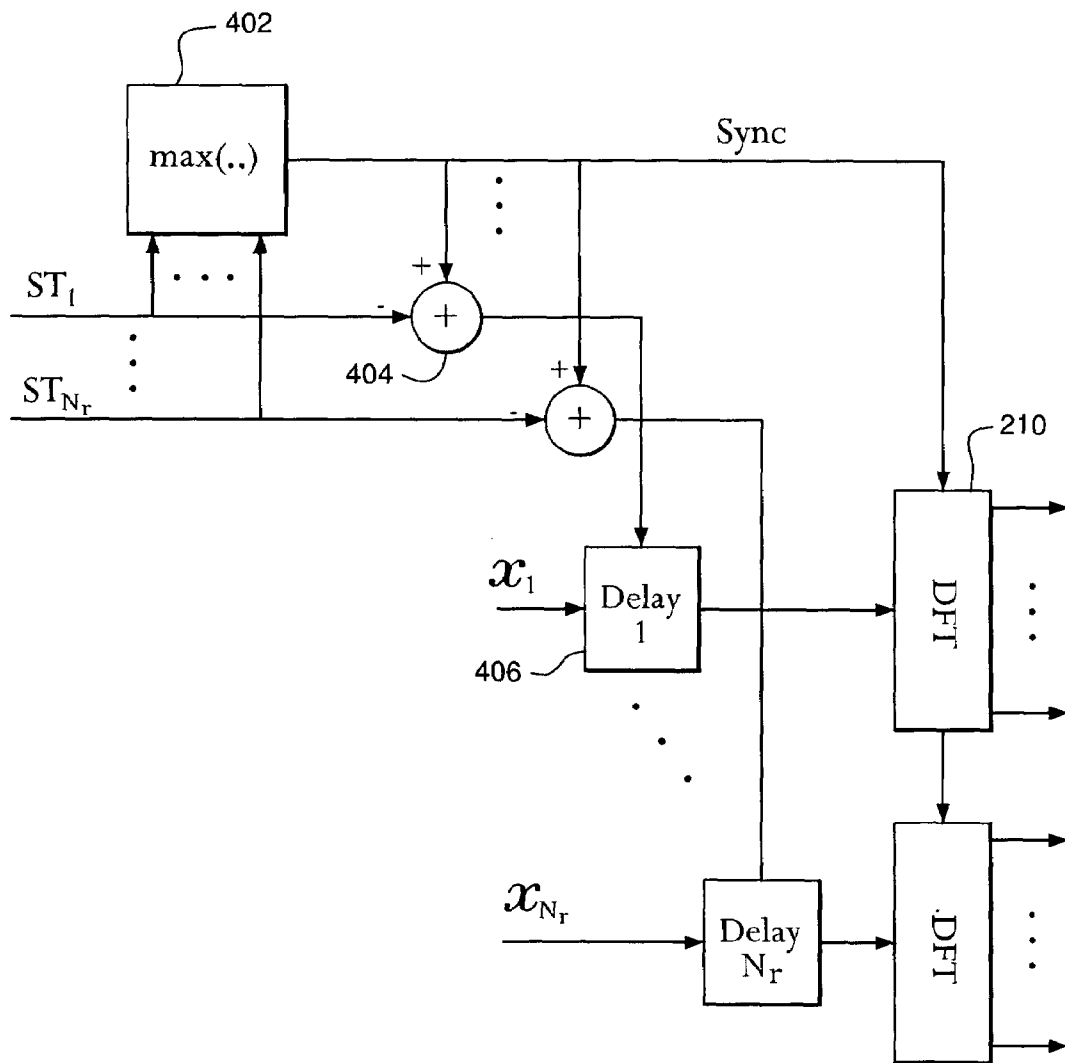 402
max(..)
Sync
ST1
+
-
+
404
STNr
+
-
+
210
x1
Delay
1
DFT
406
xNr
Delay
Nr
.DFT